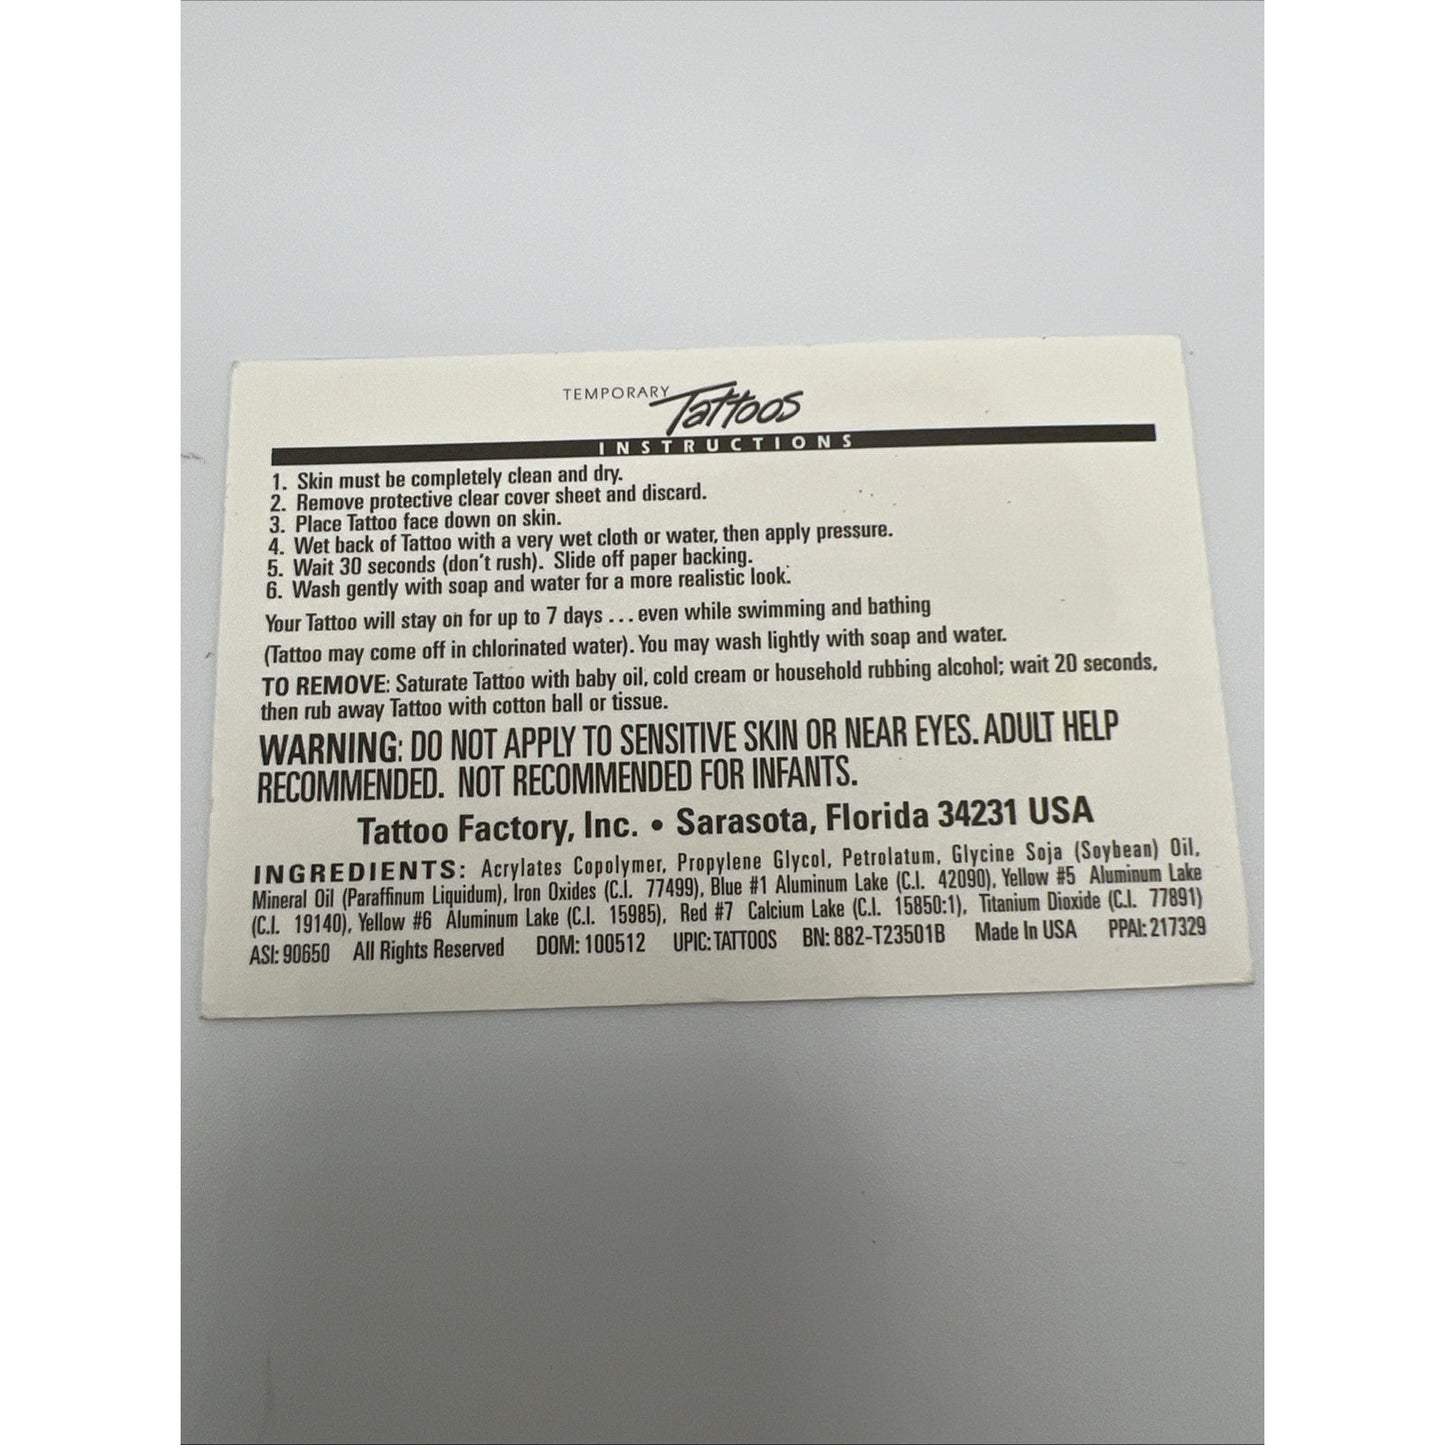 TEMPORARY Tattoos
INSTRUCTIONS
1. Skin must be completely clean and dry.
2. Remove protective clear cover sheet and discard.
3. Place Tattoo face down on skin.
4. Wet back of Tattoo with a very wet cloth or water, then apply pressure.
5. Wait 30 seconds (don't rush). Slide off paper backing.
6. Wash gently with soap and water for a more realistic look.
Your Tattoo will stay on for up to 7 days ... even while swimming and bathing
(Tattoo may come off in chlorinated water). You may wash lightly with soap and water.
TO REMOVE: Saturate Tattoo with baby oil, cold cream or household rubbing alcohol; wait 20 seconds,
then rub away Tattoo with cotton ball or tissue.
WARNING: DO NOT APPLY TO SENSITIVE SKIN OR NEAR EYES. ADULT HELP
RECOMMENDED. NOT RECOMMENDED FOR INFANTS.
Tattoo Factory, Inc. • Sarasota, Florida 34231 USA
INGREDIENTS: Acrylates Copolymer, Propylene Glycol, Petrolatum, Glycine Soja (Soybean) Oil,
Mineral Oil (Paraffinum Liquidum), Iron Oxides (C.I. 77499), Blue #1 Aluminum Lake (C.I. 42090), Yellow #5 Aluminum Lake
(C.I. 19140), Yellow #6 Aluminum Lake (C.I. 15985), Red #7 Calcium Lake (C.I. 15850:1), Titanium Dioxide (C.I. 77891)
ASI: 90650 All Rights Reserved DOM: 100512 UPIC: TATTOOS BN: 882-T23501B Made In USA PPAI: 217329